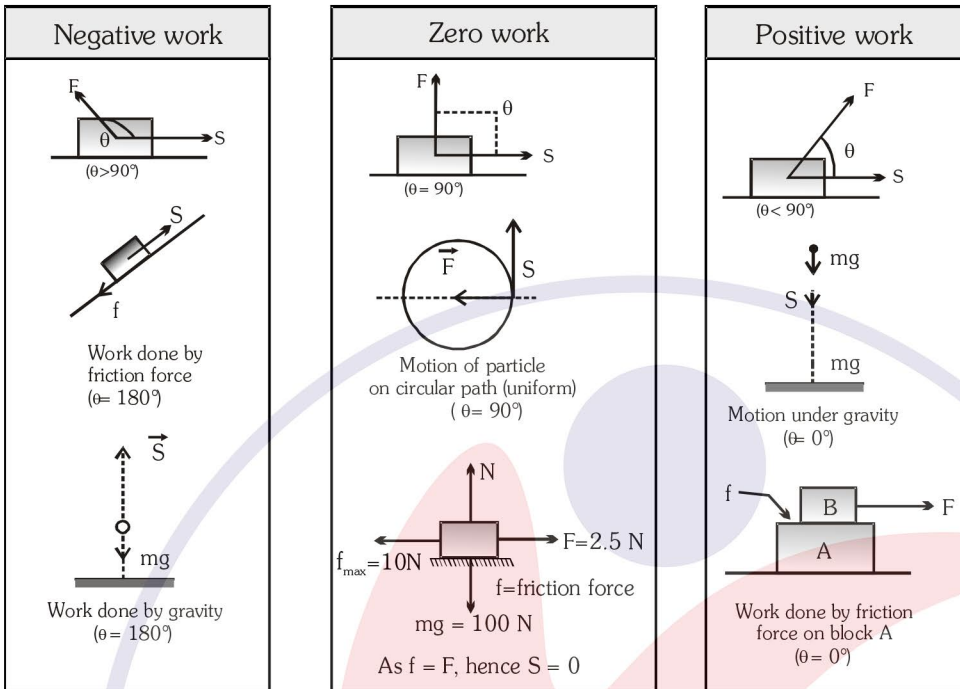 Negative work
F
θ
S
(θ>90°)
S
f
Work done by
friction force
(θ= 180°)
S
mg
Work done by gravity
(θ= 180°)
Zero work
F
θ
S
(θ= 90°)
F
S
Motion of particle
on circular path (uniform)
( θ= 90°)
N
F=2.5 N
fmax=10N
f=friction force
mg = 100 N
As f = F, hence S = 0
Positive work
F
θ
S
(θ< 90°)
mg
S
mg
Motion under gravity
(θ= 0°)
f
B
F
A
Work done by friction
force on block A
(θ= 0°)